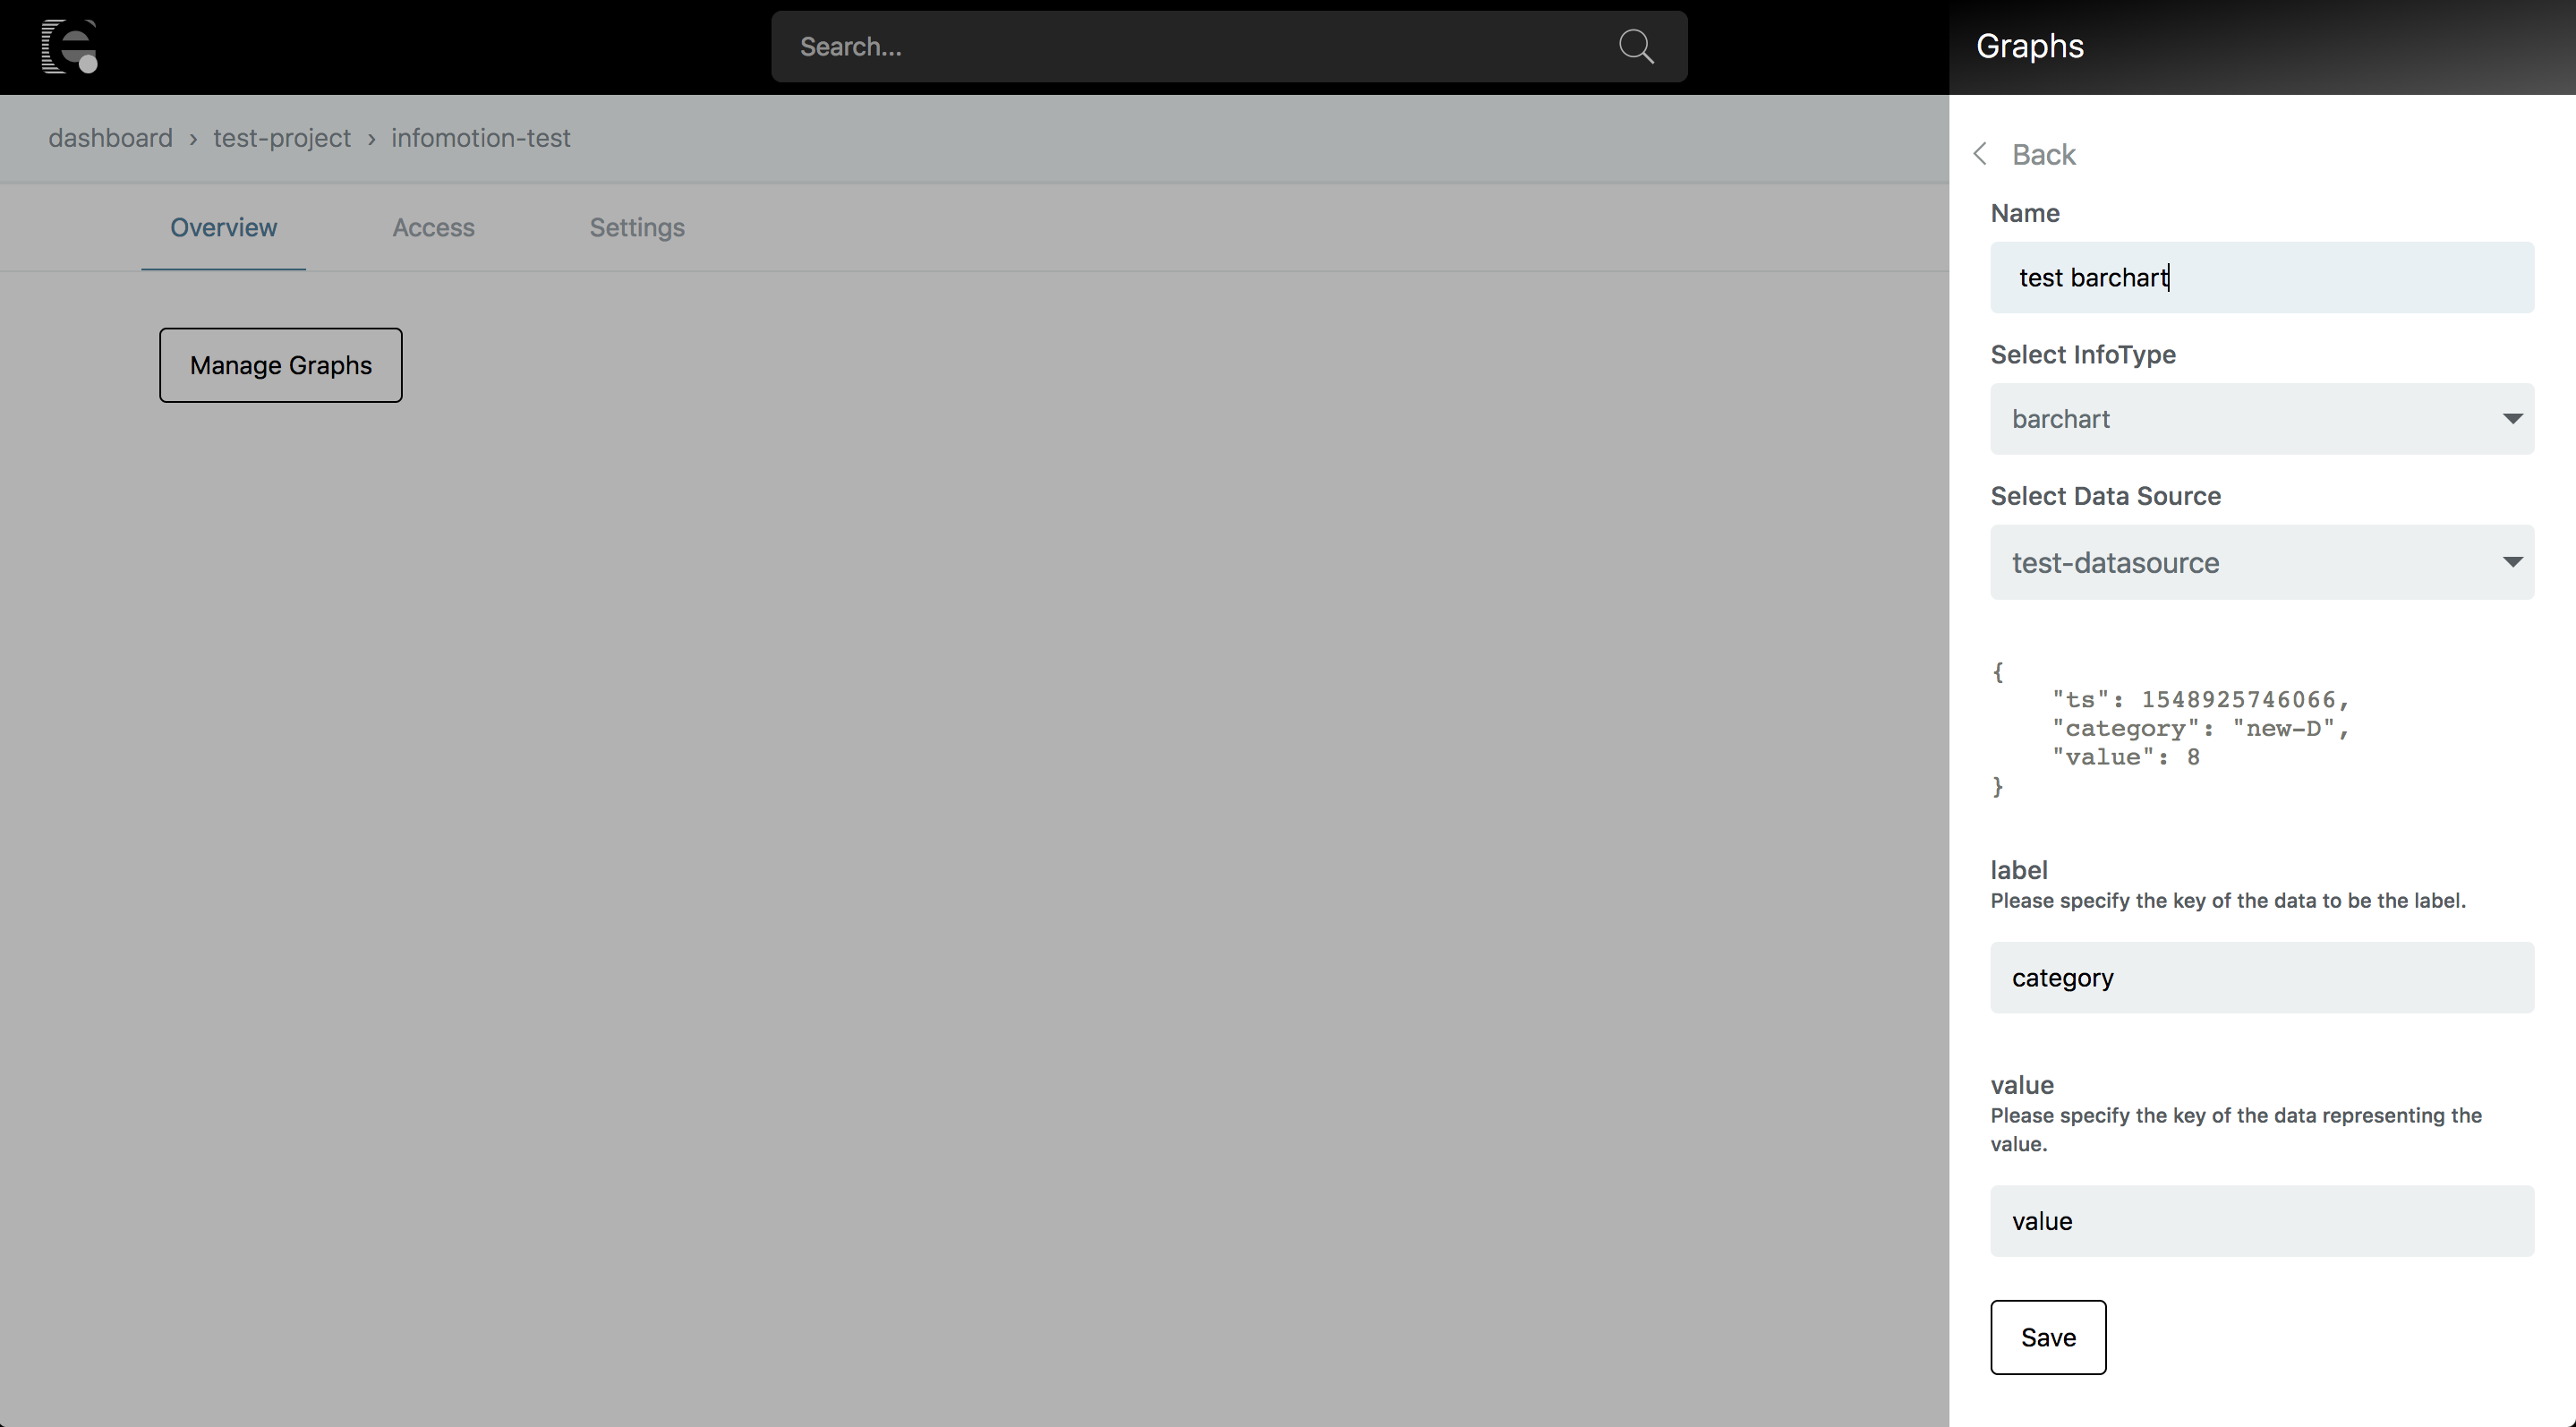 Search...
Graphs
dashboard › test-project › infomotion-test
Back
Overview Access Settings
Name
test barchart
Manage Graphs
Select InfoType
barchart
Select Data Source
test-datasource
{
"ts": 1548925746066,
"category": "new-D",
"value": 8
}
label
Please specify the key of the data to be the label.
category
value
Please specify the key of the data representing the
value.
value
Save